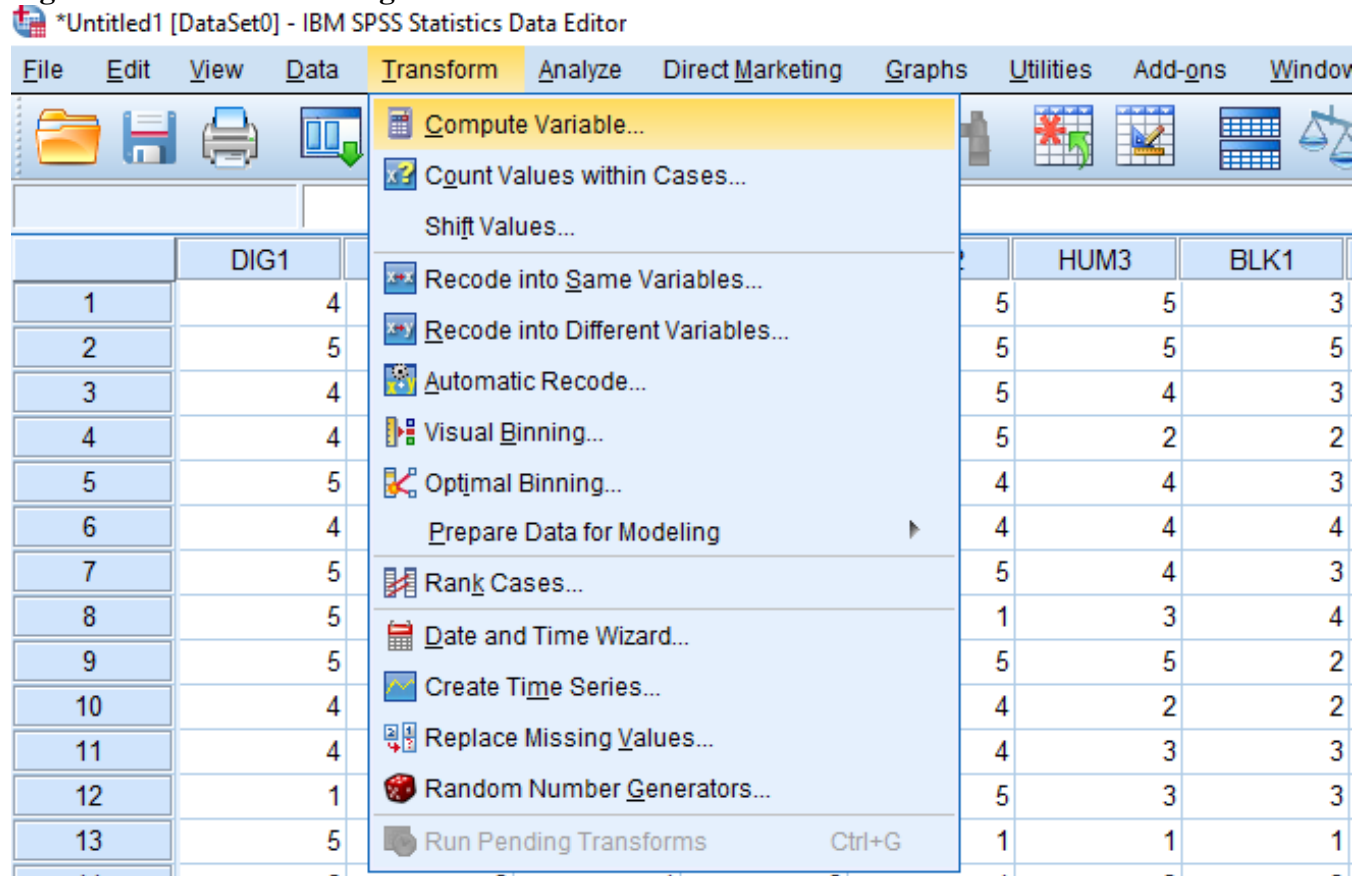 *Untitled1 [DataSet0] - IBM SPSS Statistics Data Editor
File Edit View Data Transform Analyze Direct Marketing Graphs Utilities Add-ons Window
Compute Variable...
Count Values within Cases...
Shift Values...
DIG1 HUM3 BLK1
Recode into Same Variables...
1 4 5 5 3
Recode into Different Variables...
2 5 5 5 5
Automatic Recode...
3 4 5 4 3
Visual Binning...
4 4 5 2 2
Optimal Binning...
5 5 4 4 3
Prepare Data for Modeling
6 4 4 4 4
Rank Cases...
7 5 5 4 3
8 5 1 3 4
Date and Time Wizard...
9 5 5 5 2
Create Time Series...
10 4 4 2 2
Replace Missing Values...
11 4 4 3 3
Random Number Generators...
12 1 5 3 3
Run Pending Transforms Ctrl+G
13 5 1 1 1